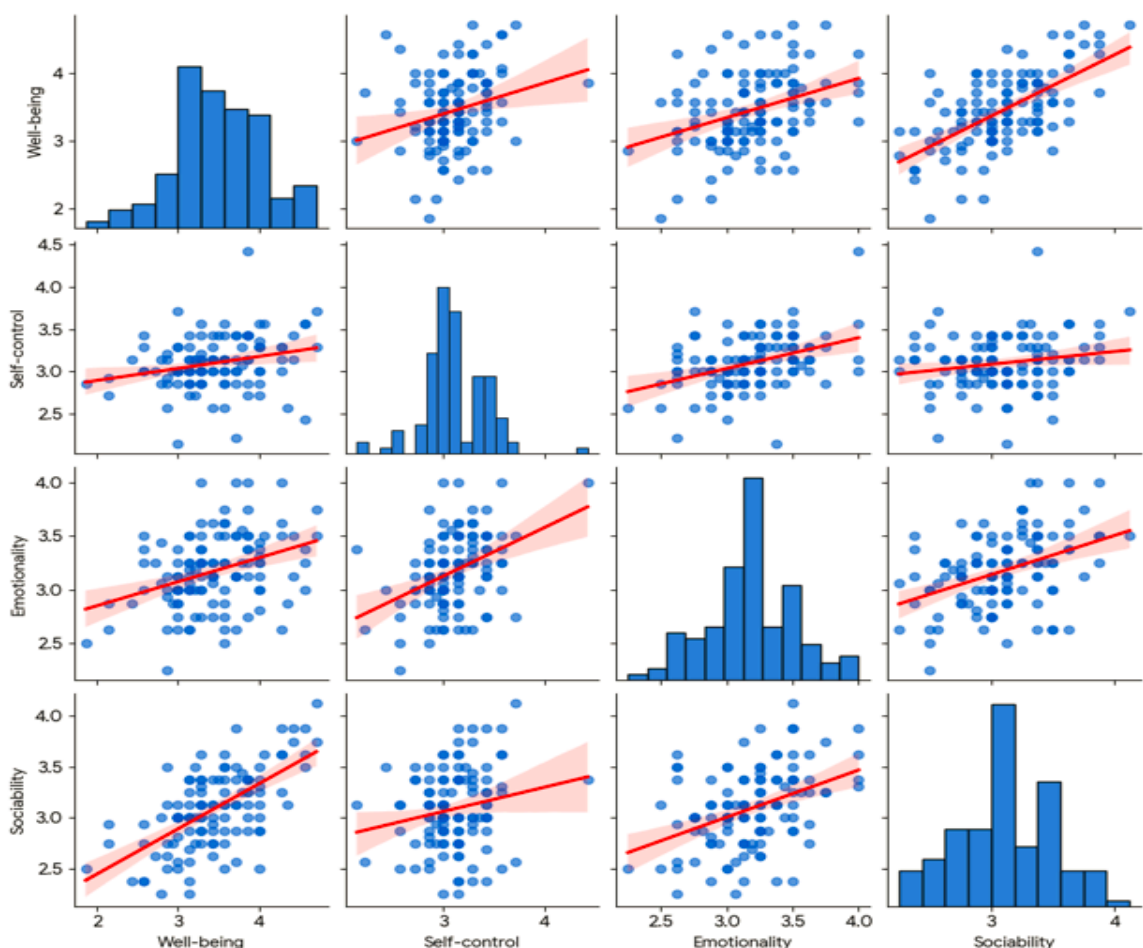 4
3
2
Well-being
4.5
4.0
3.5
3.0
2.5
Self-control
4.0
3.5
3.0
2.5
Emotionality
4.0
3.5
3.0
2.5
Sociability
2 3 4
3 4
2.5 3.0 3.5 4.0
3 4
Well-being Self-control Emotionality Sociability